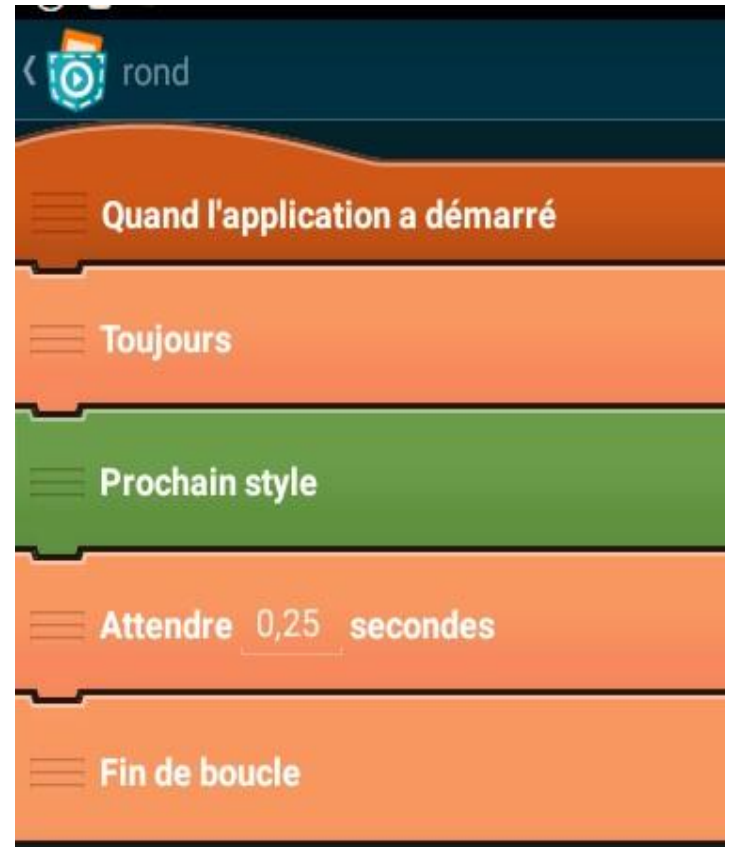 rond
Quand l'application a démarré
Toujours
Prochain style
Attendre 0,25 secondes
Fin de boucle